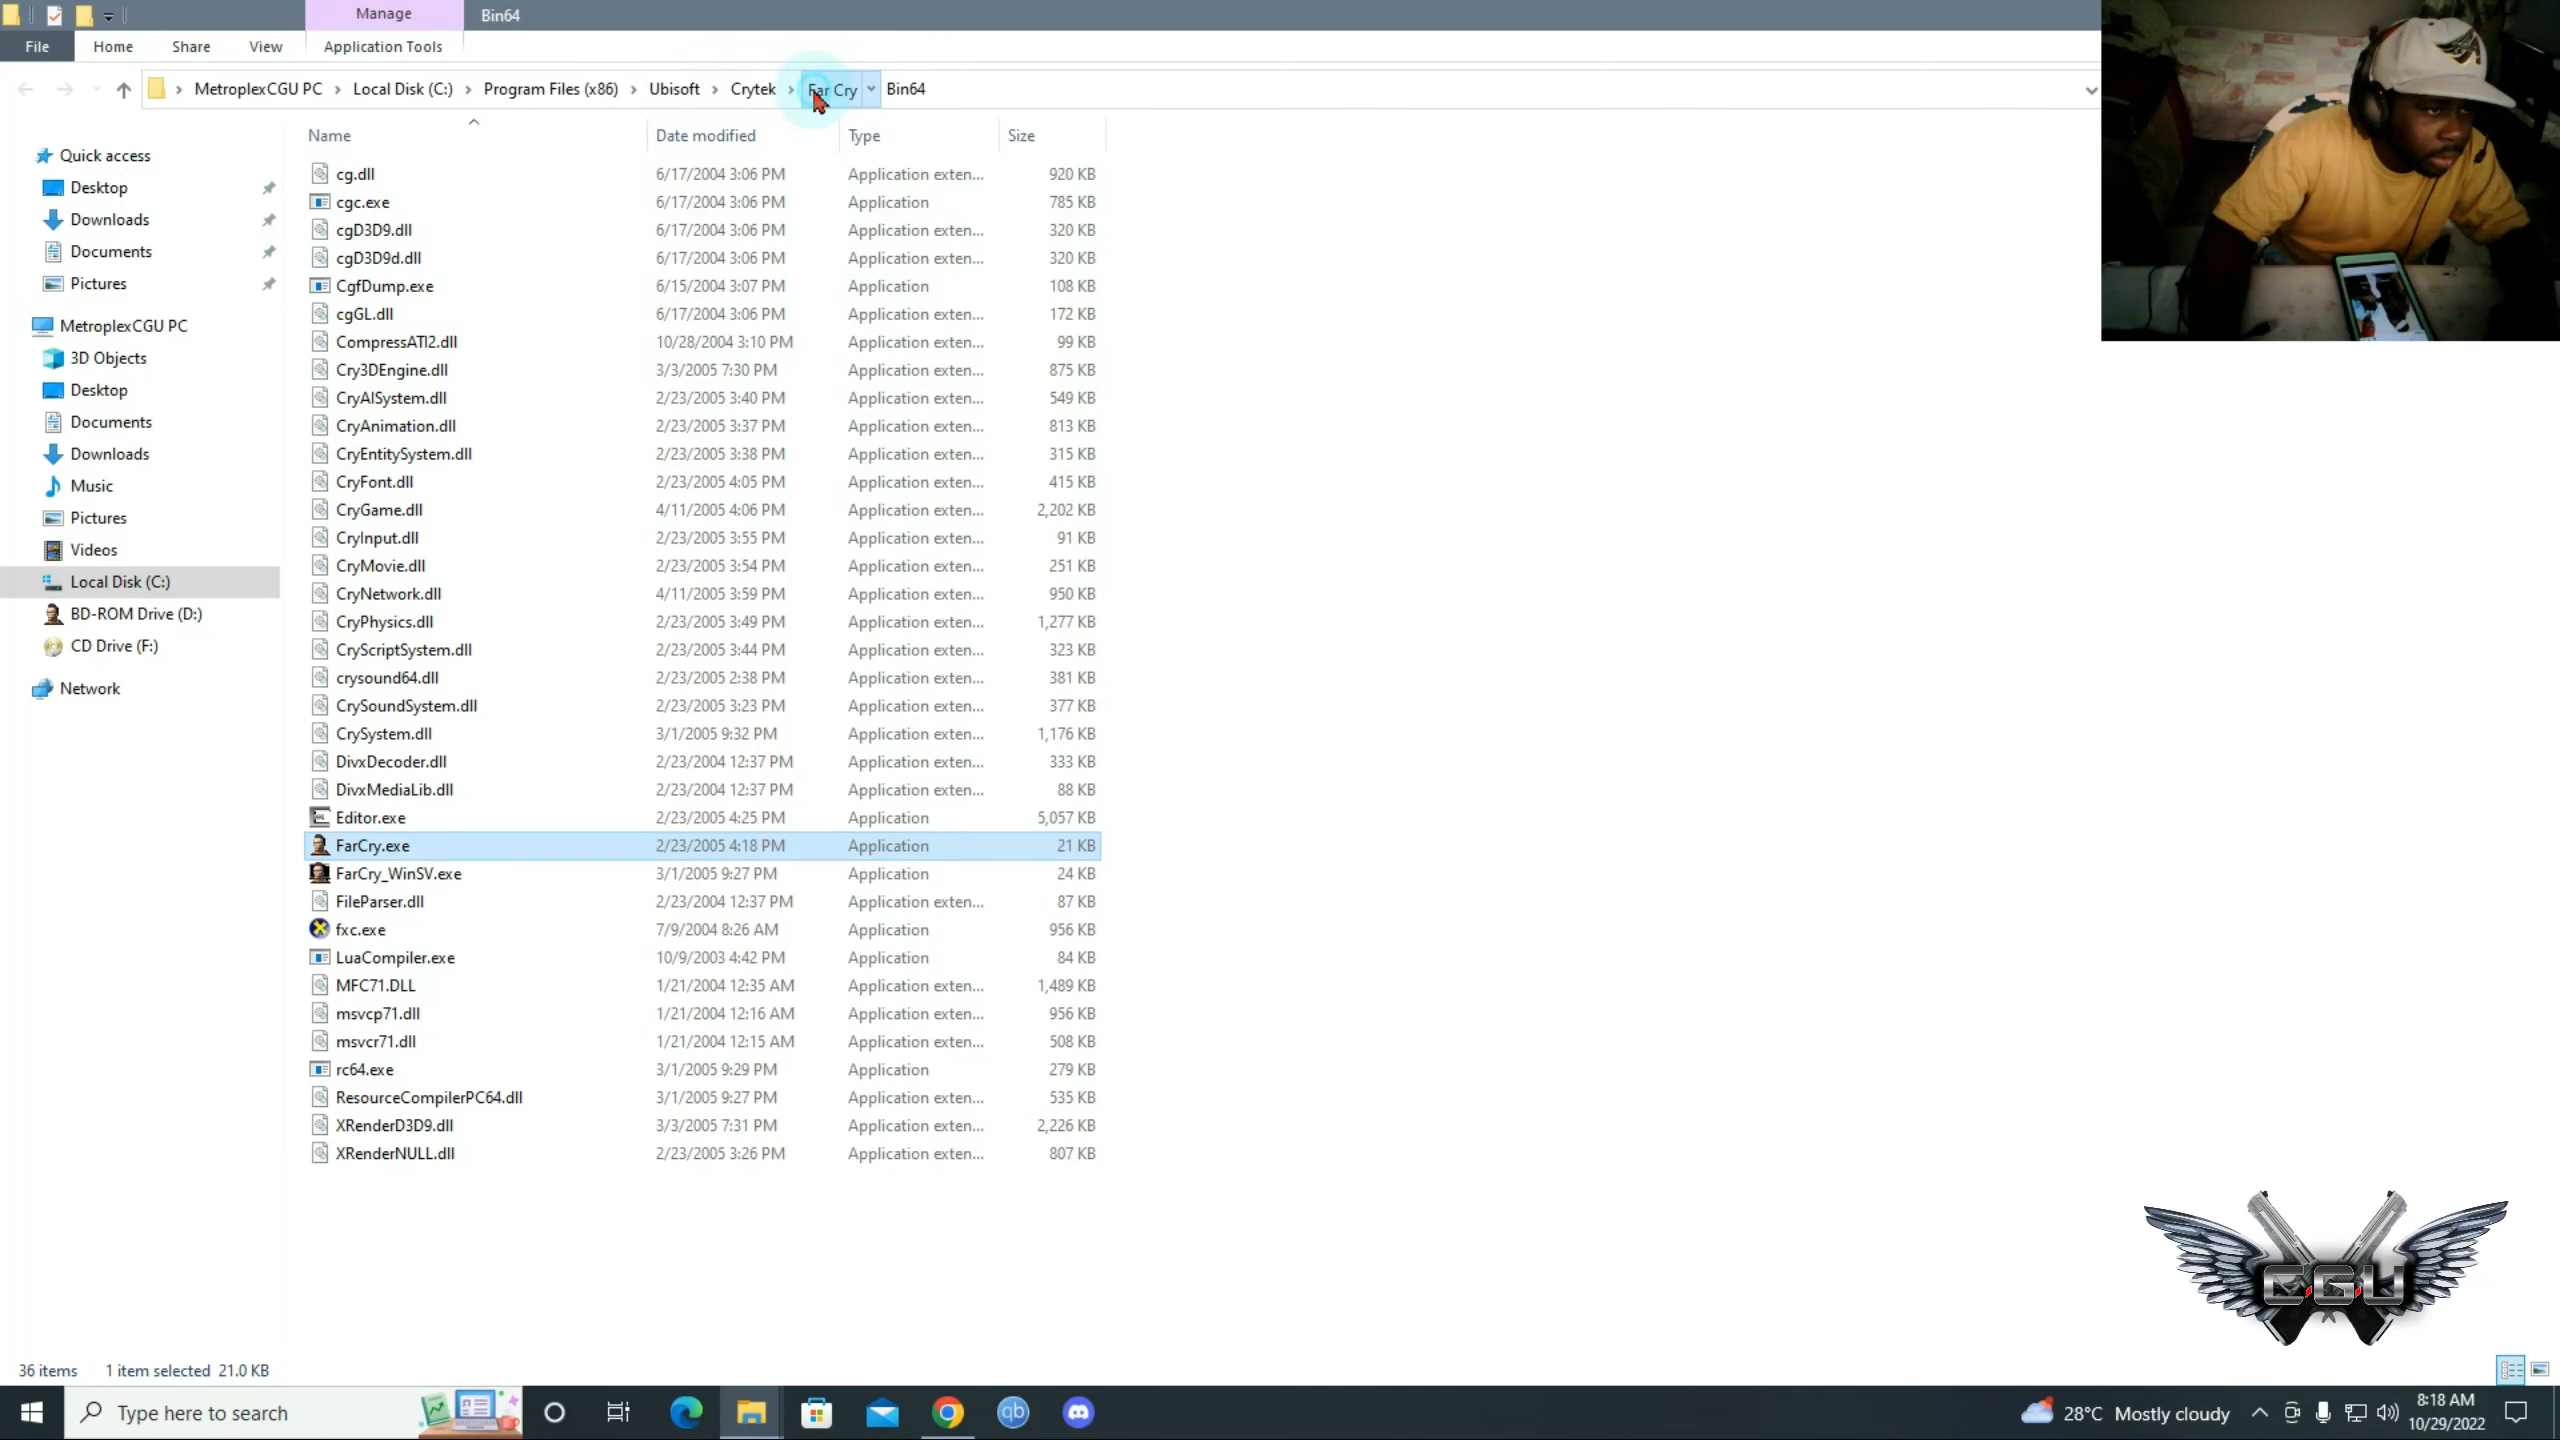 Manage
Bin64
File
Home
Share
View
Application Tools
MetroplexCGU PC
Local Disk (C:)
Program Files (x86)
Ubisoft
Crytek
Far Cry
Bin64
Name
Date modified
Type
Size
Quick access
Desktop
Downloads
Documents
Pictures
MetroplexCGU PC
3D Objects
Desktop
Documents
Downloads
Music
Pictures
Videos
Local Disk (C:)
BD-ROM Drive (D:)
CD Drive (F:)
Network
cg.dll 6/17/2004 3:06 PM Application exten... 920 KB
cgc.exe 6/17/2004 3:06 PM Application 785 KB
cgD3D9.dll 6/17/2004 3:06 PM Application exten... 320 KB
cgD3D9d.dll 6/17/2004 3:06 PM Application exten... 320 KB
CgfDump.exe 6/15/2004 3:07 PM Application 108 KB
cgGL.dll 6/17/2004 3:06 PM Application exten... 172 KB
CompressATI2.dll 10/28/2004 3:10 PM Application exten... 99 KB
Cry3DEngine.dll 3/3/2005 7:30 PM Application exten... 875 KB
CryAISystem.dll 2/23/2005 3:40 PM Application exten... 549 KB
CryAnimation.dll 2/23/2005 3:37 PM Application exten... 813 KB
CryEntitySystem.dll 2/23/2005 3:38 PM Application exten... 315 KB
CryFont.dll 2/23/2005 4:05 PM Application exten... 415 KB
CryGame.dll 4/11/2005 4:06 PM Application exten... 2,202 KB
CryInput.dll 2/23/2005 3:55 PM Application exten... 91 KB
CryMovie.dll 2/23/2005 3:54 PM Application exten... 251 KB
CryNetwork.dll 4/11/2005 3:59 PM Application exten... 950 KB
CryPhysics.dll 2/23/2005 3:49 PM Application exten... 1,277 KB
CryScriptSystem.dll 2/23/2005 3:44 PM Application exten... 323 KB
crysound64.dll 2/23/2005 2:38 PM Application exten... 381 KB
CrySoundSystem.dll 2/23/2005 3:23 PM Application exten... 377 KB
CrySystem.dll 3/1/2005 9:32 PM Application exten... 1,176 KB
DivxDecoder.dll 2/23/2004 12:37 PM Application exten... 333 KB
DivxMediaLib.dll 2/23/2004 12:37 PM Application exten... 88 KB
Editor.exe 2/23/2005 4:25 PM Application 5,057 KB
FarCry.exe 2/23/2005 4:18 PM Application 21 KB
FarCry_WinSV.exe 3/1/2005 9:27 PM Application 24 KB
FileParser.dll 2/23/2004 12:37 PM Application exten... 87 KB
fxc.exe 7/9/2004 8:26 AM Application 956 KB
LuaCompiler.exe 10/9/2003 4:42 PM Application 84 KB
MFC71.DLL 1/21/2004 12:35 AM Application exten... 1,489 KB
msvcp71.dll 1/21/2004 12:16 AM Application exten... 956 KB
msvcr71.dll 1/21/2004 12:15 AM Application exten... 508 KB
rc64.exe 3/1/2005 9:29 PM Application 279 KB
ResourceCompilerPC64.dll 3/1/2005 9:27 PM Application exten... 535 KB
XRenderD3D9.dll 3/3/2005 7:31 PM Application exten... 2,226 KB
XRenderNULL.dll 2/23/2005 3:26 PM Application exten... 807 KB
CGU
36 items 1 item selected 21.0 KB
Type here to search
qb
28°C Mostly cloudy
8:18 AM
10/29/2022